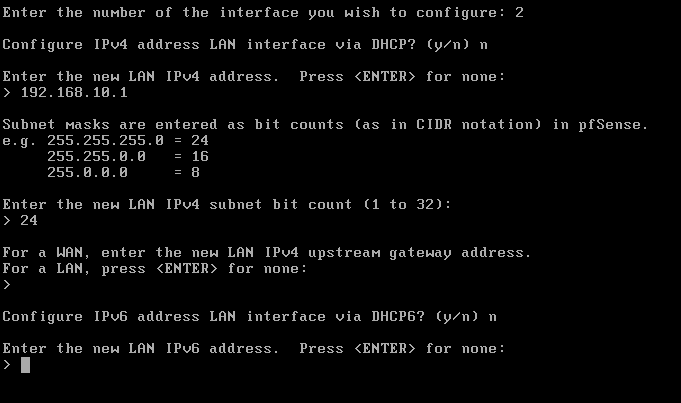 Enter the number of the interface you wish to configure: 2
Configure IPv4 address LAN interface via DHCP? (y/n) n
Enter the new LAN IPv4 address.  Press <ENTER> for none:
> 192.168.10.1
Subnet masks are entered as bit counts (as in CIDR notation) in pfSense.
e.g. 255.255.255.0 = 24
     255.255.0.0   = 16
     255.0.0.0     = 8
Enter the new LAN IPv4 subnet bit count (1 to 32):
> 24
For a WAN, enter the new LAN IPv4 upstream gateway address.
For a LAN, press <ENTER> for none:
>
Configure IPv6 address LAN interface via DHCP6? (y/n) n
Enter the new LAN IPv6 address.  Press <ENTER> for none:
>